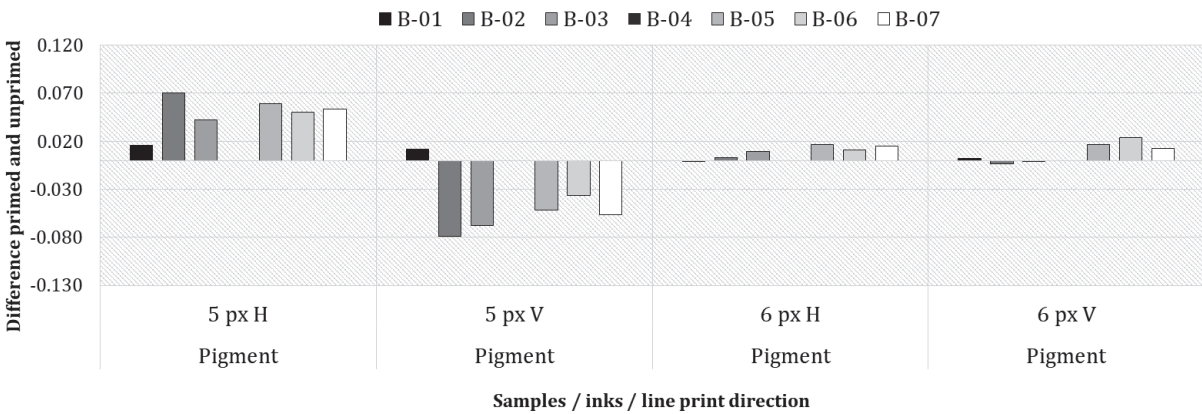 B-01 B-02 B-03 B-04 B-05 B-06 B-07
Difference primed and unprimed
0.120
0.070
0.020
-0.030
-0.080
-0.130
5 px H 5 px V 6 px H 6 px V
Pigment Pigment Pigment Pigment
Samples / inks / line print direction